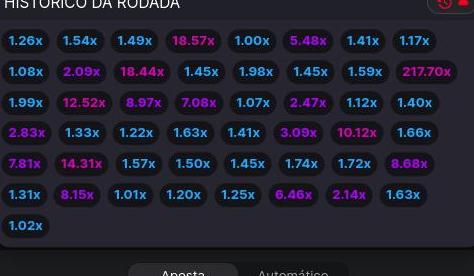 HISTÓRICO DA RODADA
1.26x 1.54x 1.49x 18.57x 1.00x 5.48x 1.41x 1.17x
1.08x 2.09x 18.44x 1.45x 1.98x 1.45x 1.59x 217.70x
1.99x 12.52x 8.97x 7.08x 1.07x 2.47x 1.12x 1.40x
2.83x 1.33x 1.22x 1.63x 1.41x 3.09x 10.12x 1.66x
7.81x 14.31x 1.57x 1.50x 1.45x 1.74x 1.72x 8.68x
1.31x 8.15x 1.01x 1.20x 1.25x 6.46x 2.14x 1.63x
1.02x
Aposta Automático